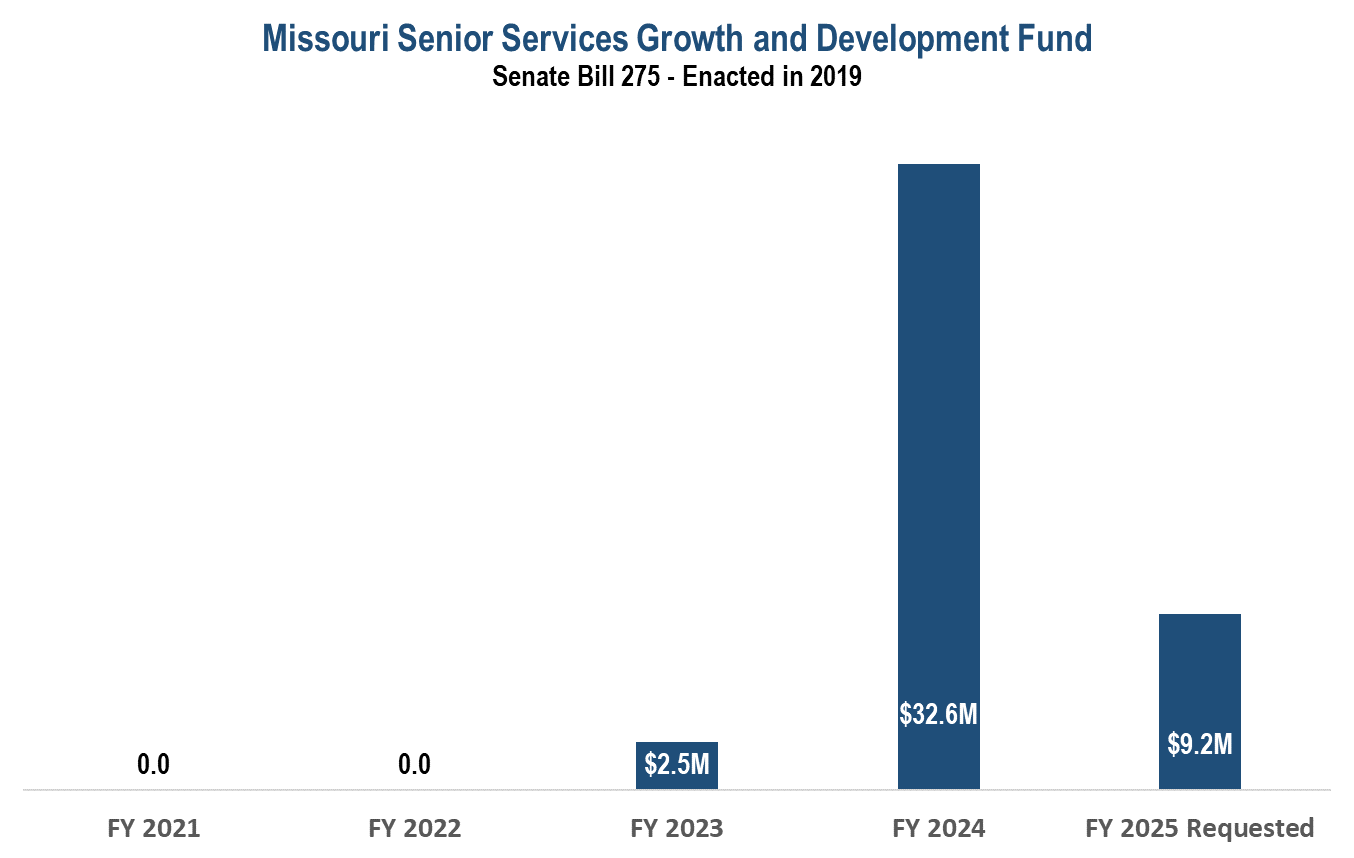 Missouri Senior Services Growth and Development Fund
Senate Bill 275 - Enacted in 2019
$32.6M
$9.2M
0.0
0.0
$2.5M
FY 2021
FY 2022
FY 2023
FY 2024
FY 2025 Requested